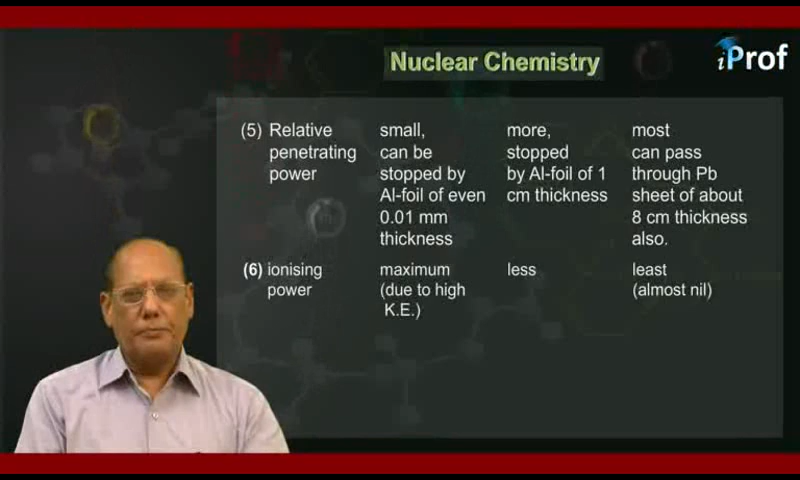 Nuclear Chemistry
iProf
(5) Relative penetrating power
small, can be stopped by Al-foil of even 0.01 mm thickness
more, stopped by Al-foil of 1 cm thickness
most can pass through Pb sheet of about 8 cm thickness also.
(6) ionising power
maximum (due to high K.E.)
less
least (almost nil)